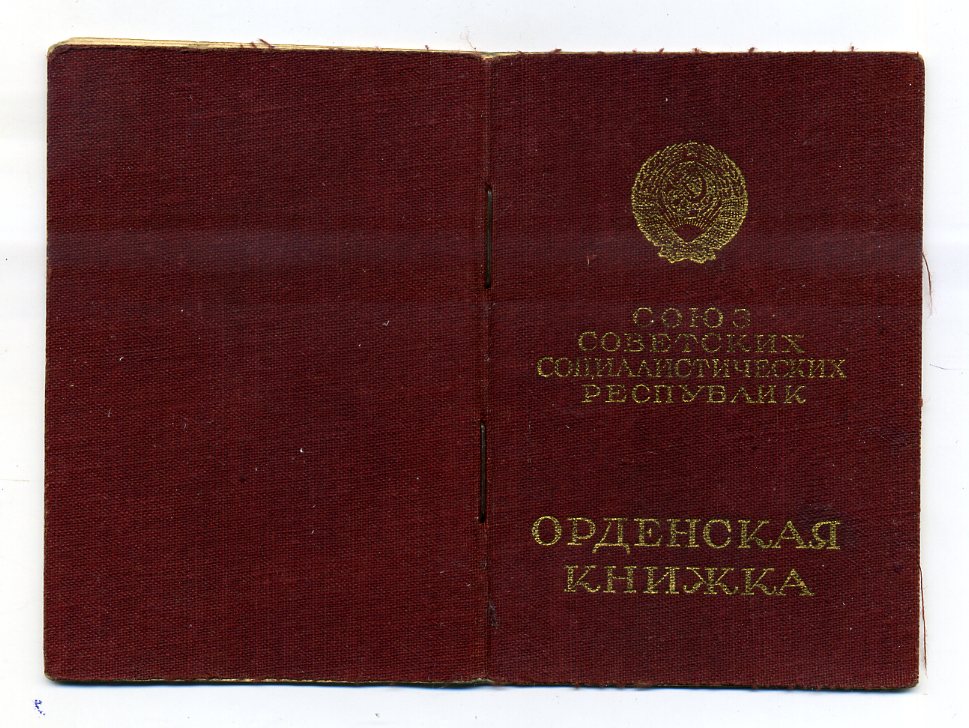 СОЮЗ
СОВЕТСКИХ
СОЦИАЛИСТИЧЕСКИХ
РЕСПУБЛИК
ОРДЕНСКАЯ
КНИЖКА